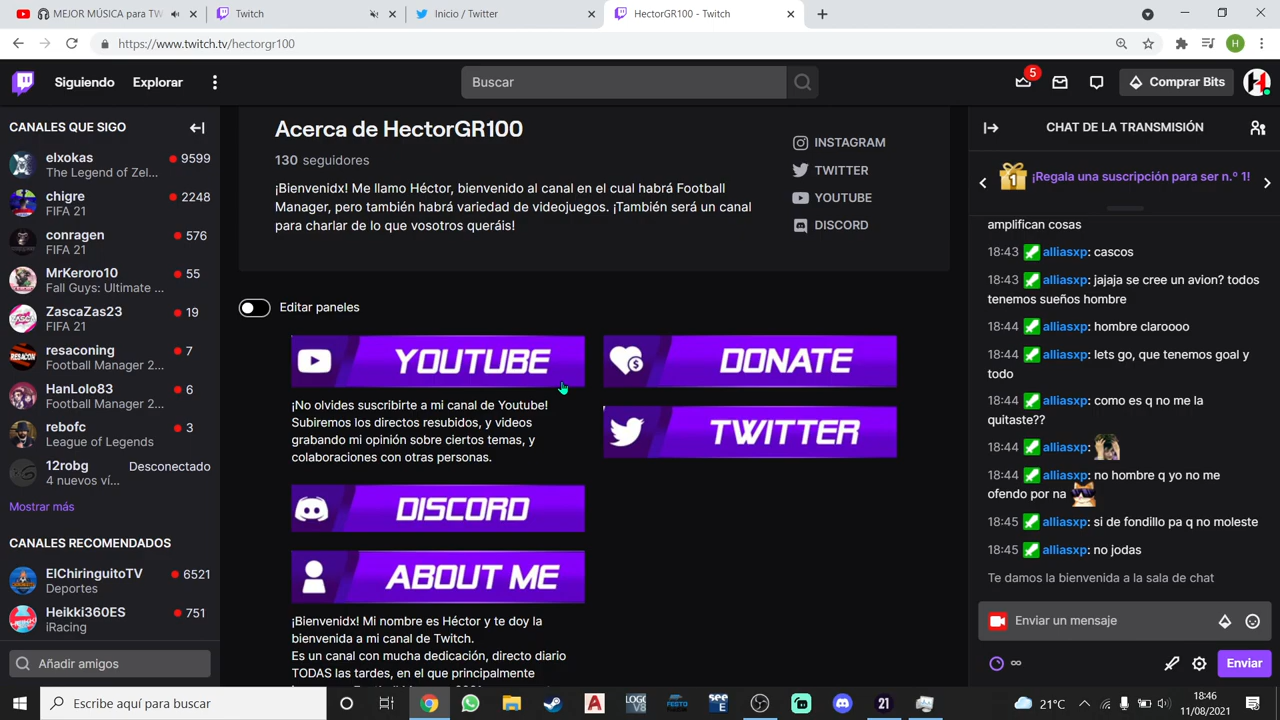 MEJOR MÚSICA para TW
Twitch
Inicio / Twitter
HectorGR100 - Twitch
https://www.twitch.tv/hectorgr100
H
Siguiendo
Explorar
Buscar
5
Comprar Bits
CANALES QUE SIGO
elxokas
9599
The Legend of Zel...
chigre
2248
FIFA 21
conragen
576
FIFA 21
MrKeroro10
55
Fall Guys: Ultimate ...
ZascaZas23
19
FIFA 21
resaconing
7
Football Manager 2...
HanLolo83
6
Football Manager 2...
rebofc
3
League of Legends
12robg
Desconectado
4 nuevos ví...
Mostrar más
CANALES RECOMENDADOS
ElChiringuitoTV
6521
Deportes
Heikki360ES
751
iRacing
Añadir amigos
Acerca de HectorGR100
130 seguidores
¡Bienvenidx! Me llamo Héctor, bienvenido al canal en el cual habrá Football
Manager, pero también habrá variedad de videojuegos. ¡También será un canal
para charlar de lo que vosotros queráis!
INSTAGRAM
TWITTER
YOUTUBE
DISCORD
Editar paneles
YOUTUBE
¡No olvides suscribirte a mi canal de Youtube!
Subiremos los directos resubidos, y videos
grabando mi opinión sobre ciertos temas, y
colaboraciones con otras personas.
DISCORD
ABOUT ME
¡Bienvenidx! Mi nombre es Héctor y te doy la
bienvenida a mi canal de Twitch.
Es un canal con mucha dedicación, directo diario
TODAS las tardes, en el que principalmente
DONATE
TWITTER
CHAT DE LA TRANSMISIÓN
1
¡Regala una suscripción para ser n.º 1!
amplifican cosas
18:43 alliasxp: cascos
18:43 alliasxp: jajaja se cree un avion? todos
tenemos sueños hombre
18:44 alliasxp: hombre claroooo
18:44 alliasxp: lets go, que tenemos goal y
todo
18:44 alliasxp: como es q no me la
quitaste??
18:44 alliasxp:
18:44 alliasxp: no hombre q yo no me
ofendo por na
18:45 alliasxp: si de fondillo pa q no moleste
18:45 alliasxp: no jodas
Te damos la bienvenida a la sala de chat
Enviar un mensaje
Enviar
Escribe aquí para buscar
21
21°C
18:46
11/08/2021